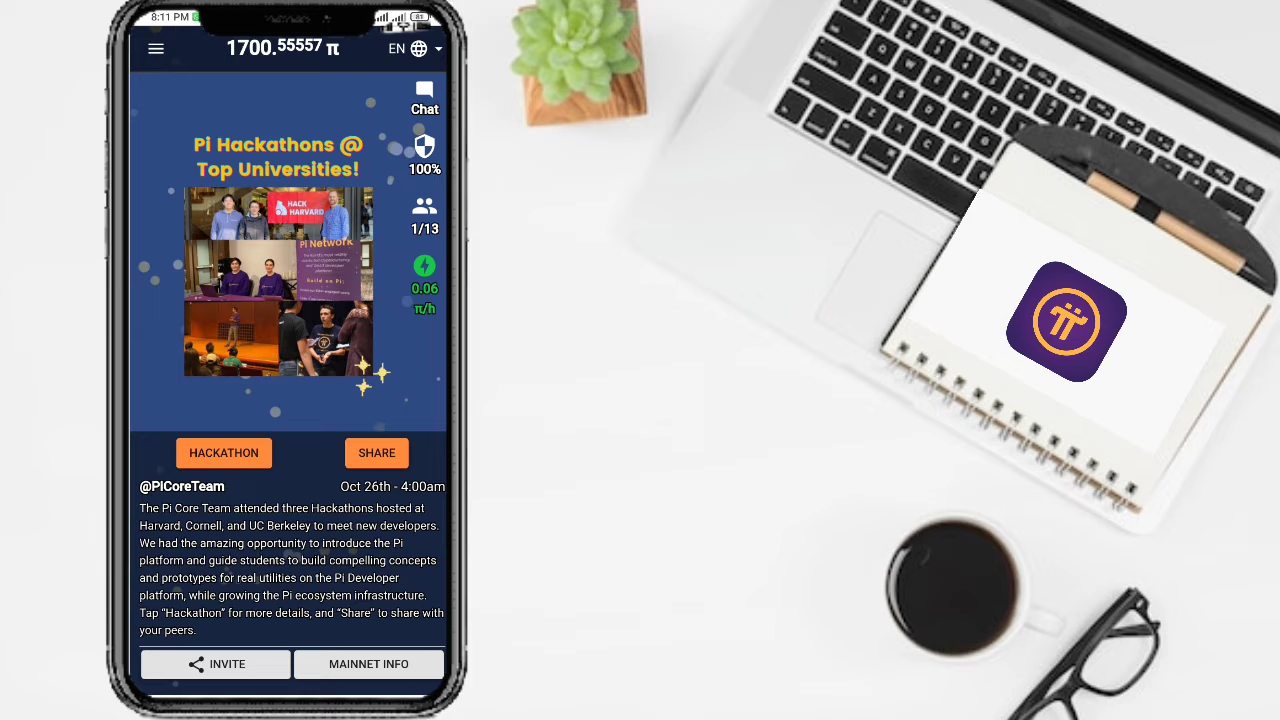 8:11 PM
81
1700.55557 π
EN
Chat
Pi Hackathons @
Top Universities!
100%
HACK
HARVARD
1/13
Pi Network
Build on Pi:
0.06
π/h
HACKATHON
SHARE
@PiCoreTeam
Oct 26th - 4:00am
The Pi Core Team attended three Hackathons hosted at
Harvard, Cornell, and UC Berkeley to meet new developers.
We had the amazing opportunity to introduce the Pi
platform and guide students to build compelling concepts
and prototypes for real utilities on the Pi Developer
platform, while growing the Pi ecosystem infrastructure.
Tap “Hackathon” for more details, and “Share” to share with
your peers.
INVITE
MAINNET INFO